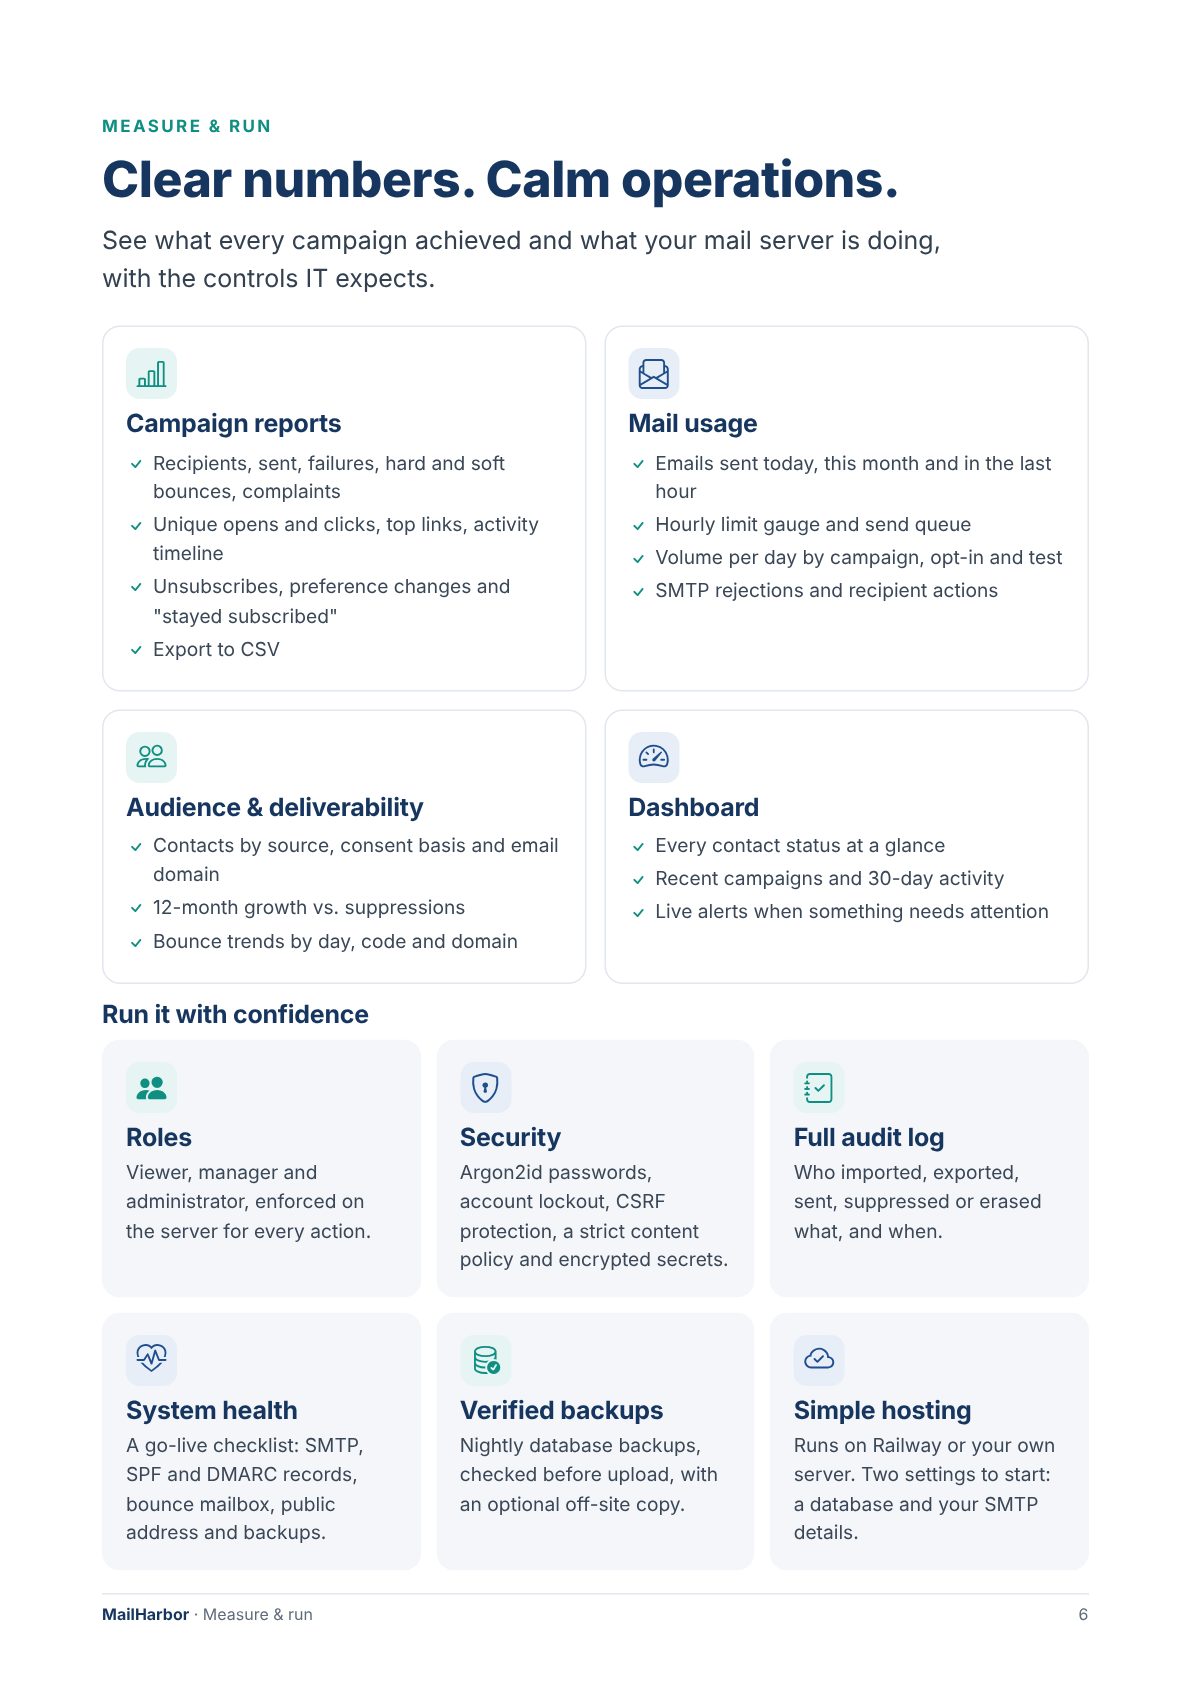 MEASURE & RUN
Clear numbers. Calm operations.
See what every campaign achieved and what your mail server is doing,
with the controls IT expects.
Campaign reports
Recipients, sent, failures, hard and soft
bounces, complaints
Unique opens and clicks, top links, activity
timeline
Unsubscribes, preference changes and
"stayed subscribed"
Export to CSV
Mail usage
Emails sent today, this month and in the last
hour
Hourly limit gauge and send queue
Volume per day by campaign, opt-in and test
SMTP rejections and recipient actions
Audience & deliverability
Contacts by source, consent basis and email
domain
12-month growth vs. suppressions
Bounce trends by day, code and domain
Dashboard
Every contact status at a glance
Recent campaigns and 30-day activity
Live alerts when something needs attention
Run it with confidence
Roles
Viewer, manager and
administrator, enforced on
the server for every action.
Security
Argon2id passwords,
account lockout, CSRF
protection, a strict content
policy and encrypted secrets.
Full audit log
Who imported, exported,
sent, suppressed or erased
what, and when.
System health
A go-live checklist: SMTP,
SPF and DMARC records,
bounce mailbox, public
address and backups.
Verified backups
Nightly database backups,
checked before upload, with
an optional off-site copy.
Simple hosting
Runs on Railway or your own
server. Two settings to start:
a database and your SMTP
details.
MailHarbor · Measure & run
6